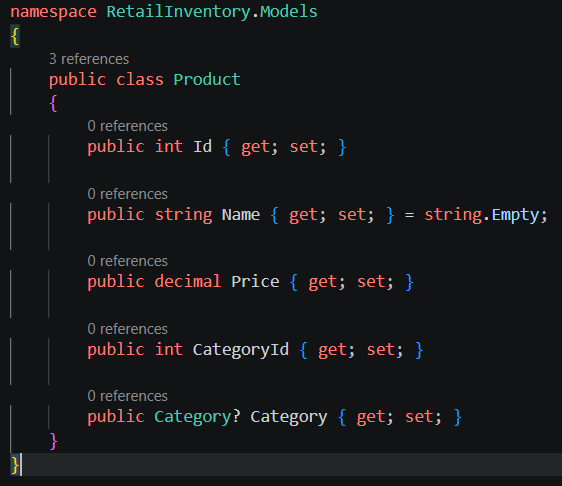 namespace RetailInventory.Models
{
3 references
public class Product
{
0 references
public int Id { get; set; }
0 references
public string Name { get; set; } = string.Empty;
0 references
public decimal Price { get; set; }
0 references
public int CategoryId { get; set; }
0 references
public Category? Category { get; set; }
}
}